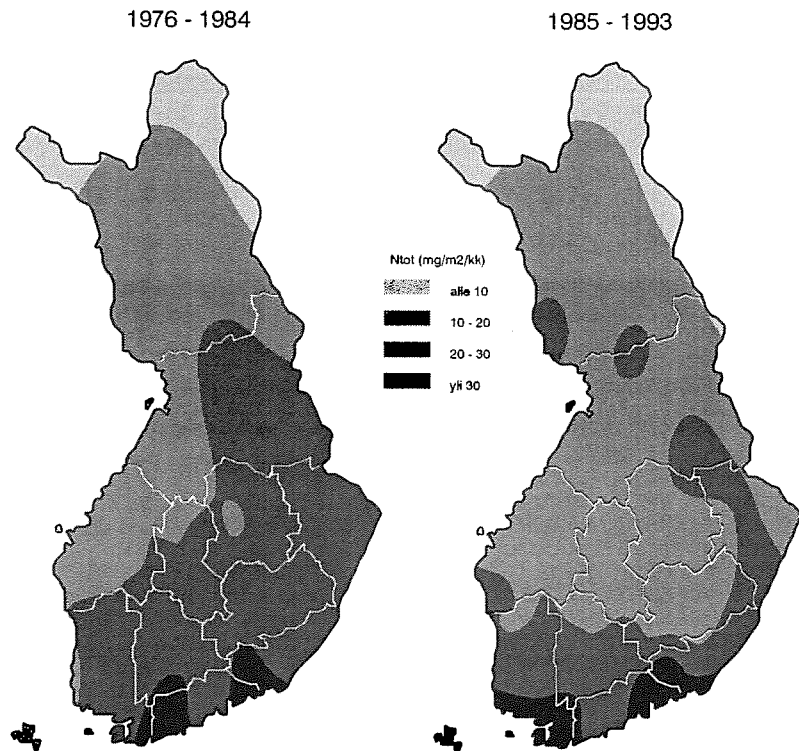 1976 - 1984
1985 - 1993
Ntot (mg/m2/kk)
alle 10
10 - 20
20 - 30
yli 30